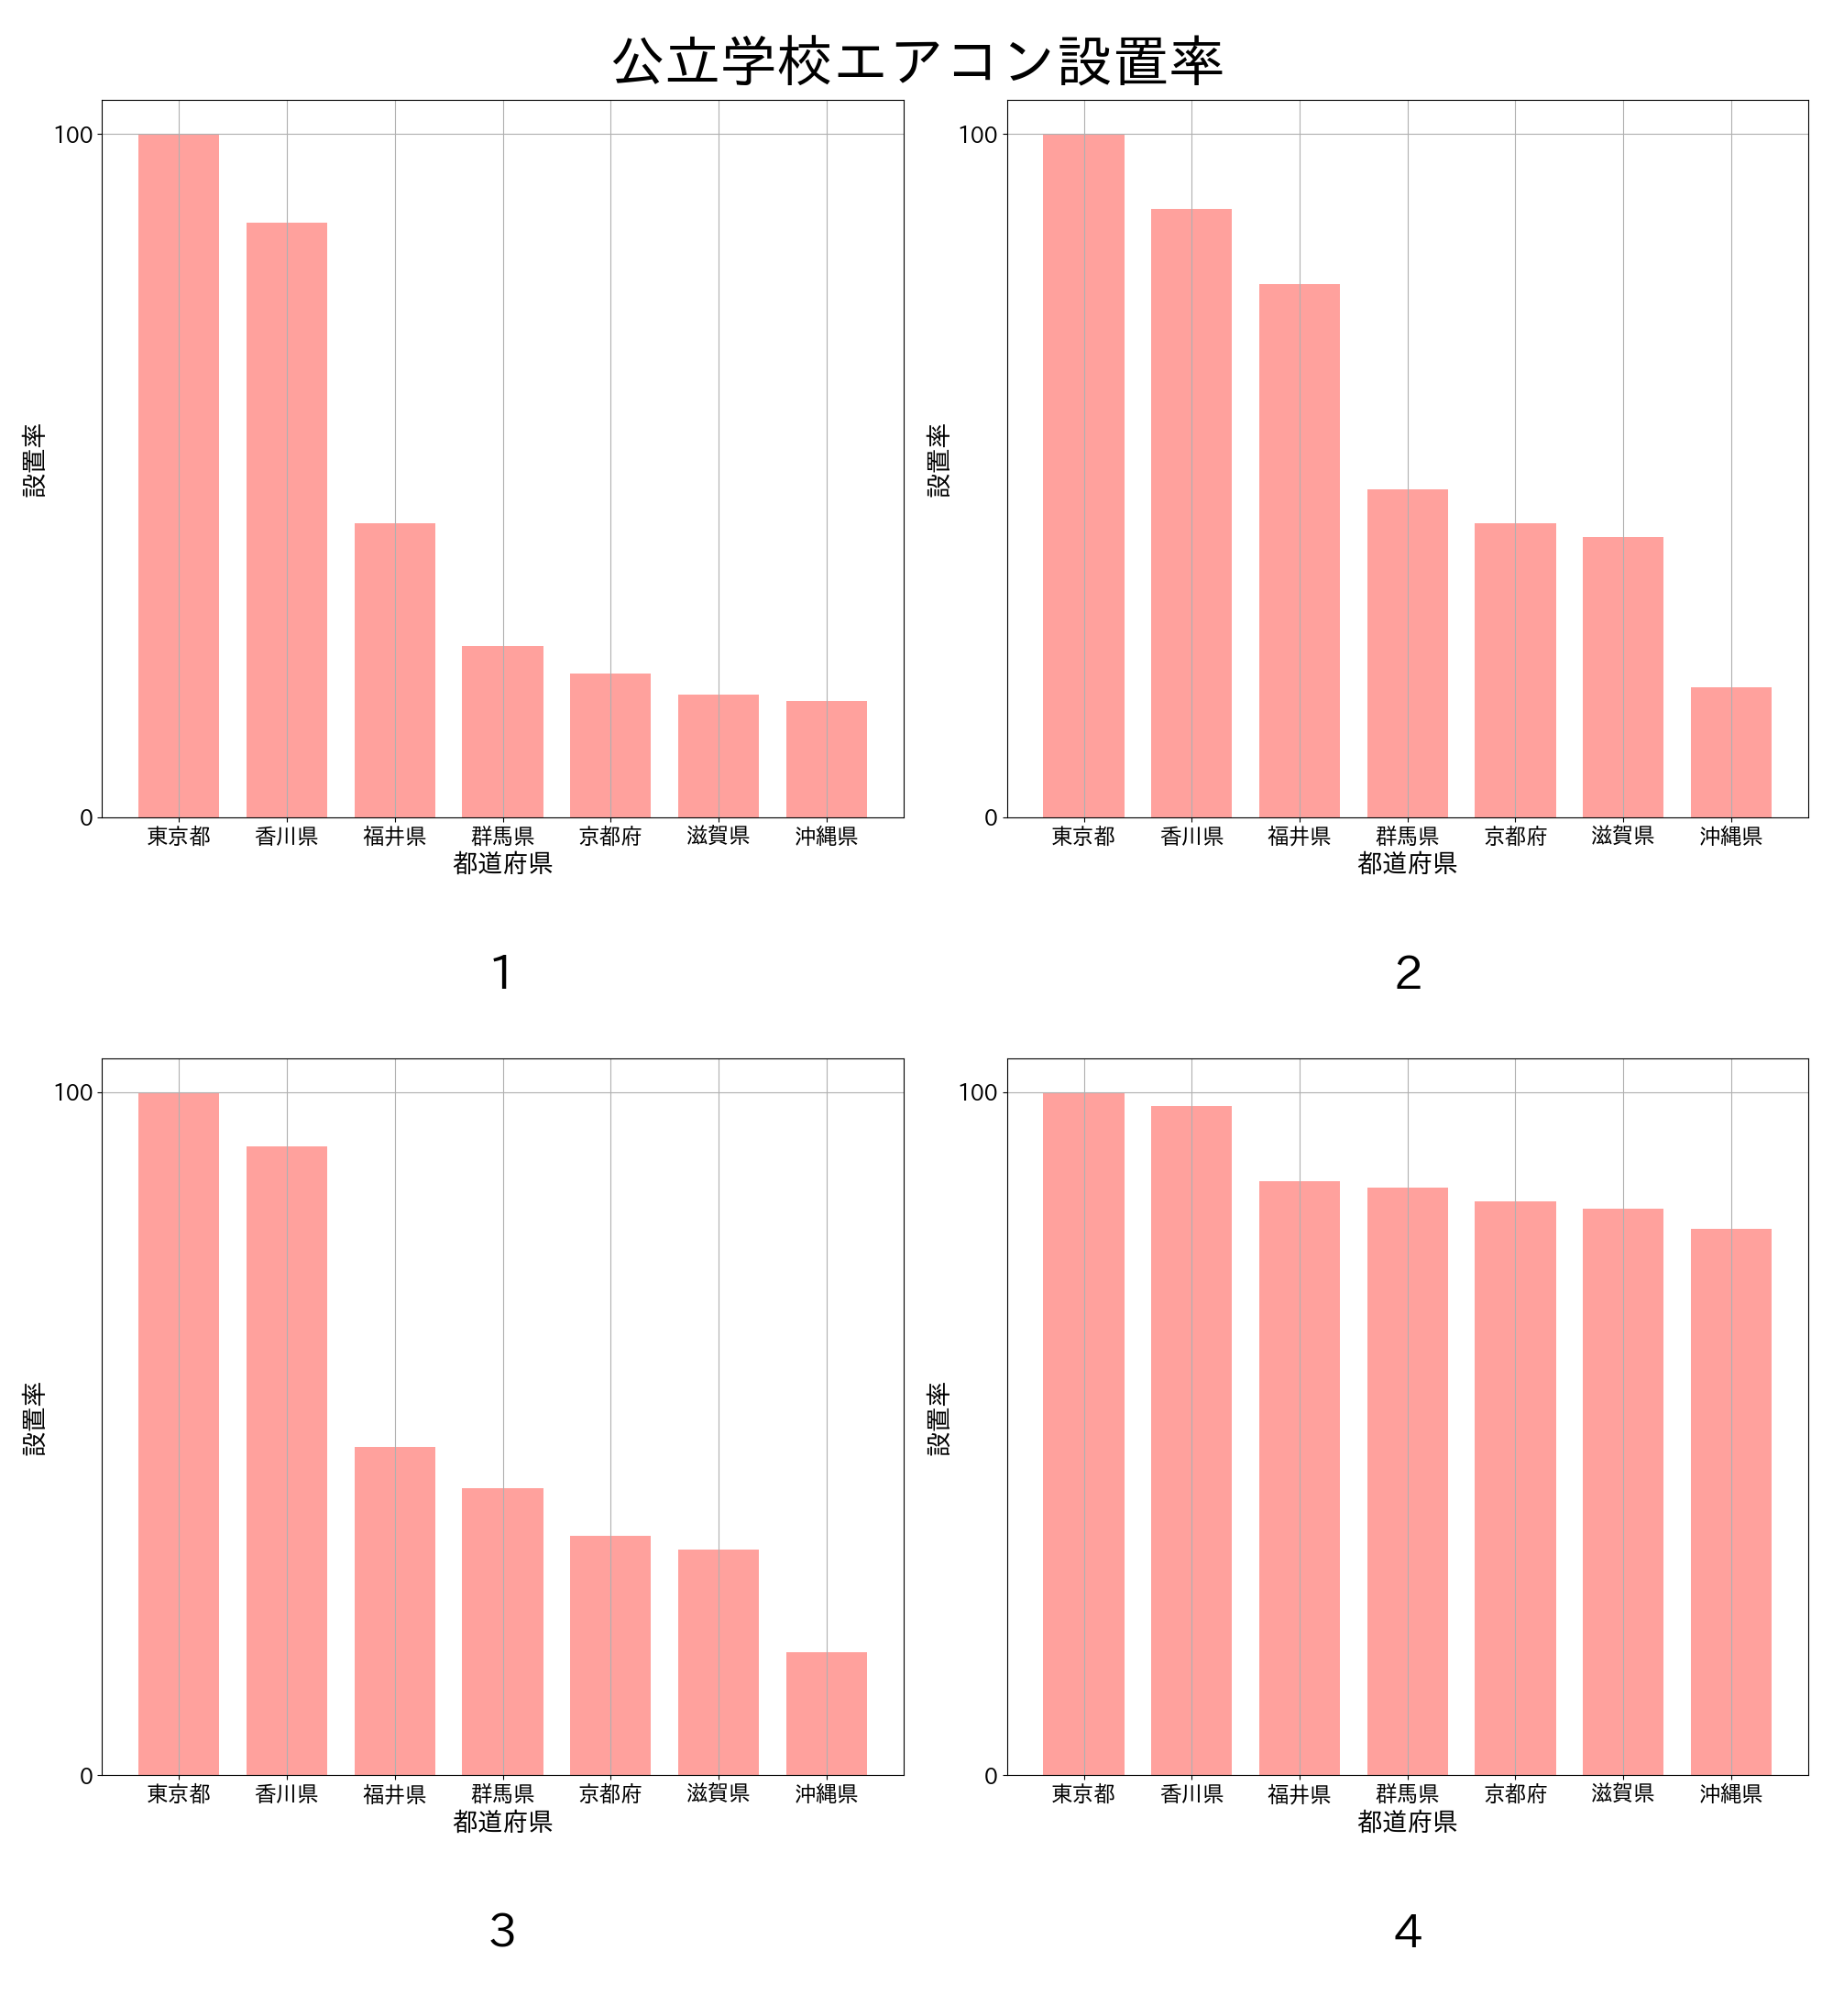 公立学校エアコン設置率
100
設置率
0
東京都 香川県 福井県 群馬県 京都府 滋賀県 沖縄県
都道府県
1
100
設置率
0
東京都 香川県 福井県 群馬県 京都府 滋賀県 沖縄県
都道府県
2
100
設置率
0
東京都 香川県 福井県 群馬県 京都府 滋賀県 沖縄県
都道府県
3
100
設置率
0
東京都 香川県 福井県 群馬県 京都府 滋賀県 沖縄県
都道府県
4